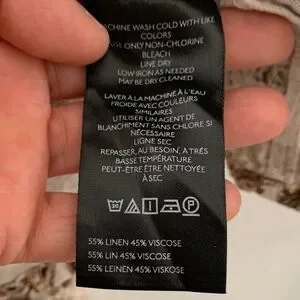 MACHINE WASH COLD WITH LIKE
COLORS
USE ONLY NON-CHLORINE
BLEACH
LINE DRY
LOW IRON AS NEEDED
MAY BE DRY CLEANED
LAVER À LA MACHINE À L'EAU
FROIDE AVEC COULEURS
SIMILAIRES
UTILISER UN AGENT DE
BLANCHIMENT SANS CHLORE SI
NÉCESSAIRE
LIGNE SEC
REPASSER, AU BESOIN, À TRÈS
BASSE TEMPÉRATURE
PEUT-ÊTRE ÊTRE NETTOYÉE
À SEC
30
P
55% LINEN 45% VISCOSE
55% LIN 45% VISCOSE
55% LEINEN 45% VISKOSE